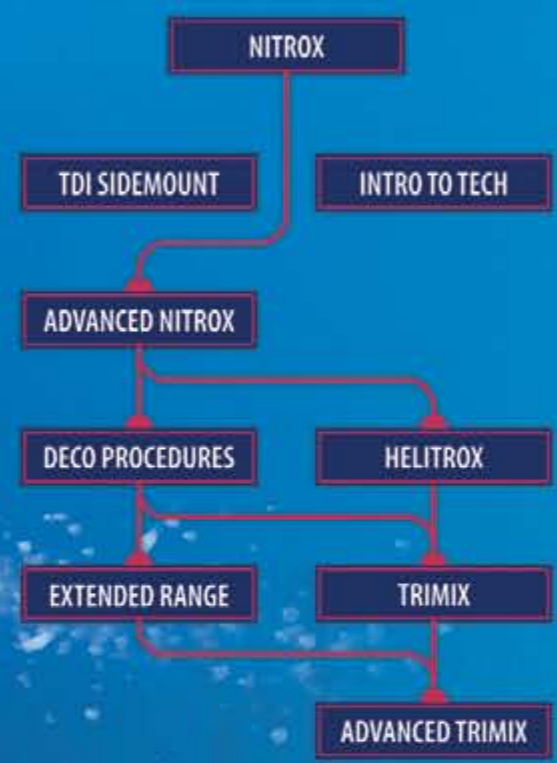 NITROX
TDI SIDEMOUNT
INTRO TO TECH
ADVANCED NITROX
DECO PROCEDURES
HELITROX
EXTENDED RANGE
TRIMIX
ADVANCED TRIMIX